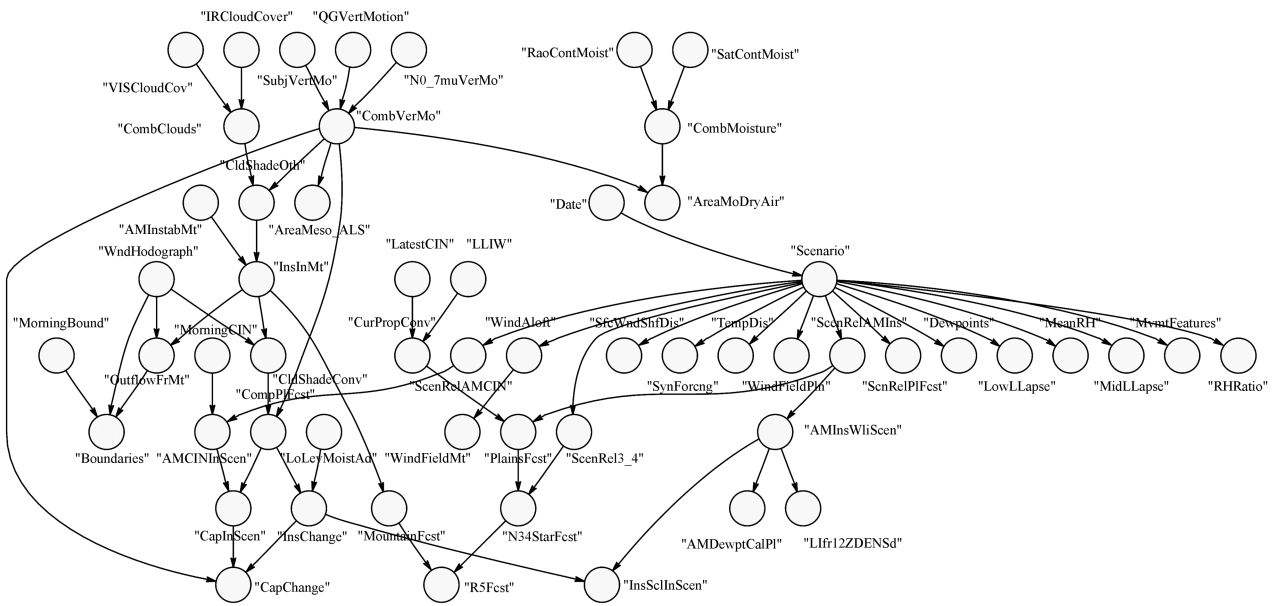 "IRCloudCover" "QGVertMotion"
"RaoContMoist" "SatContMoist"
"VISCloudCov" "SubjVertMo" "N0_7muVerMo"
"CombClouds" "CombVerMo" "CombMoisture"
"CldShadeOth"
"Date" "AreaMoDryAir"
"AMInstabMt" "AreaMeso_ALS"
"WndHodograph" "LatestCIN" "LLIW" "Scenario"
"InsInMt"
"MorningBound" "MorningCIN" "CurPropConv" "WindAloft" "SfcWndShfDis" "TempDis" "ScenRelAMIns" "Dewpoints" "MeanRH" "MvmtFeatures"
"OutflowFrMt" "CldShadeConv" "ScenRelAMCIN" "SynForcng" "WindFieldPln" "ScnRelPlFcst" "LowLLapse" "MidLLapse" "RHRatio"
"CompPlFcst"
"AMInsWliScen"
"Boundaries" "AMCINInScen" "LoLevMoistAd" "WindFieldMt" "PlainsFcst" "ScenRel3_4"
"CapInScen" "InsChange" "MountainFcst" "N34StarFcst" "AMDewptCalPl" "LIfr12ZDENSd"
"CapChange" "R5Fcst" "InsSclInScen"